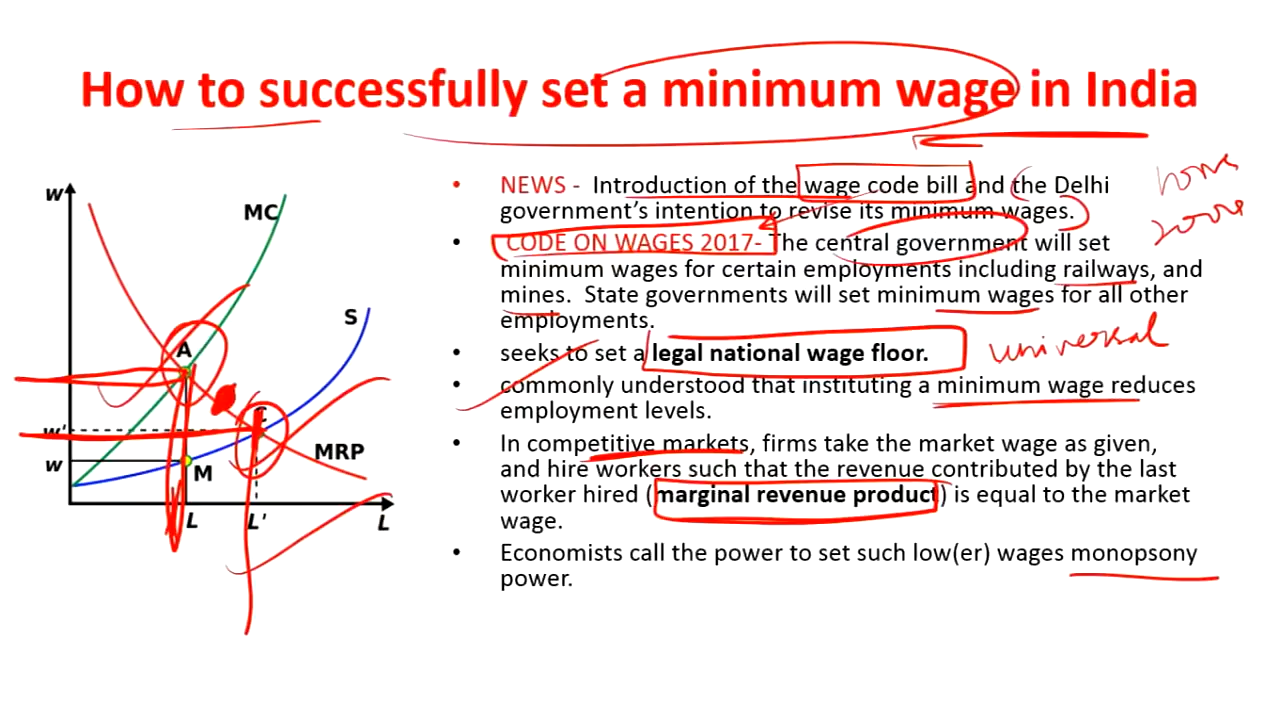 How to successfully set a minimum wage in India
• NEWS - Introduction of the wage code bill and the Delhi
government's intention to revise its minimum wages.
• CODE ON WAGES 2017- The central government will set
minimum wages for certain employments including railways, and
mines. State governments will set minimum wages for all other
employments.
• seeks to set a legal national wage floor.
universal
• commonly understood that instituting a minimum wage reduces
employment levels.
• In competitive markets, firms take the market wage as given,
and hire workers such that the revenue contributed by the last
worker hired (marginal revenue product) is equal to the market
wage.
• Economists call the power to set such low(er) wages monopsony
power.
w
MC
S
A
w'
MRP
w
M
L
L'
L